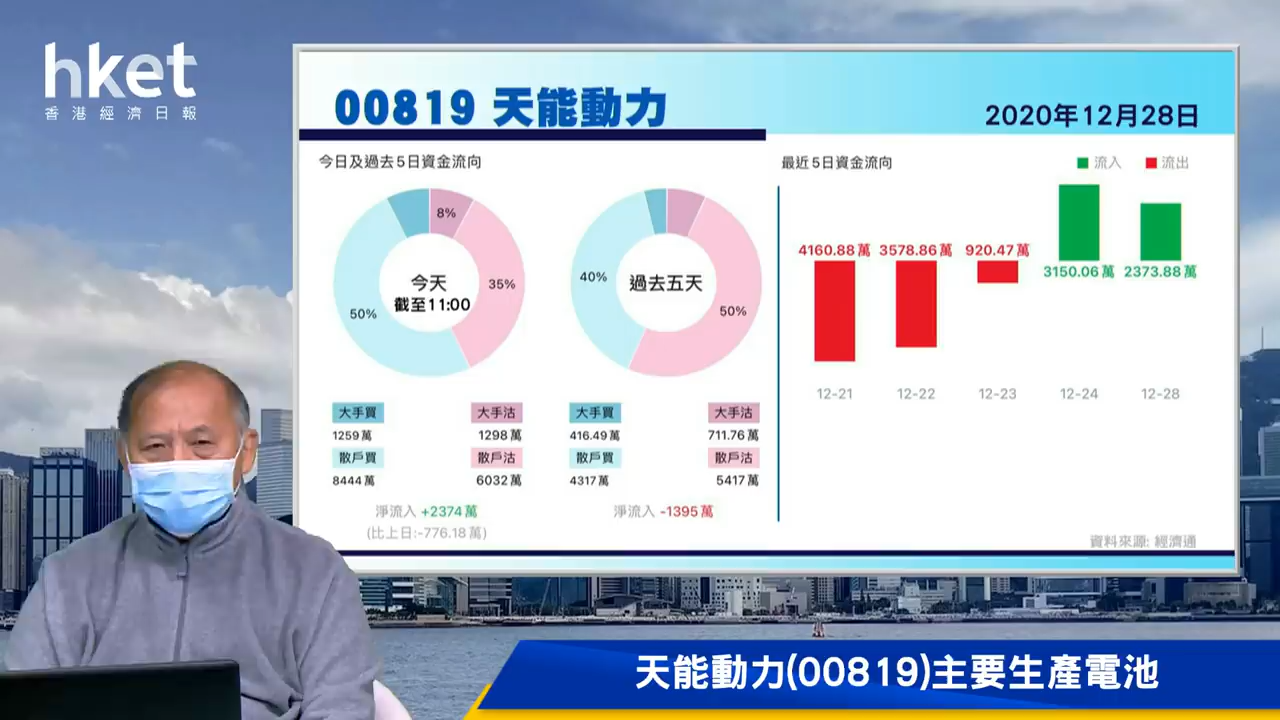 hket
香港經濟日報
00819 天能動力
2020年12月28日
今日及過去5日資金流向
8%
35%
50%
今天
截至11:00
40%
50%
過去五天
大手買
大手沽
1259萬
1298萬
散戶買
散戶沽
8444萬
6032萬
淨流入 +2374萬
(比上日:-776.18萬)
大手買
大手沽
416.49萬
711.76萬
散戶買
散戶沽
4317萬
5417萬
淨流入 -1395萬
最近5日資金流向
流入
流出
4160.88萬 3578.86萬 920.47萬
3150.06萬 2373.88萬
12-21 12-22 12-23 12-24 12-28
資料來源: 經濟通
天能動力(00819)主要生產電池